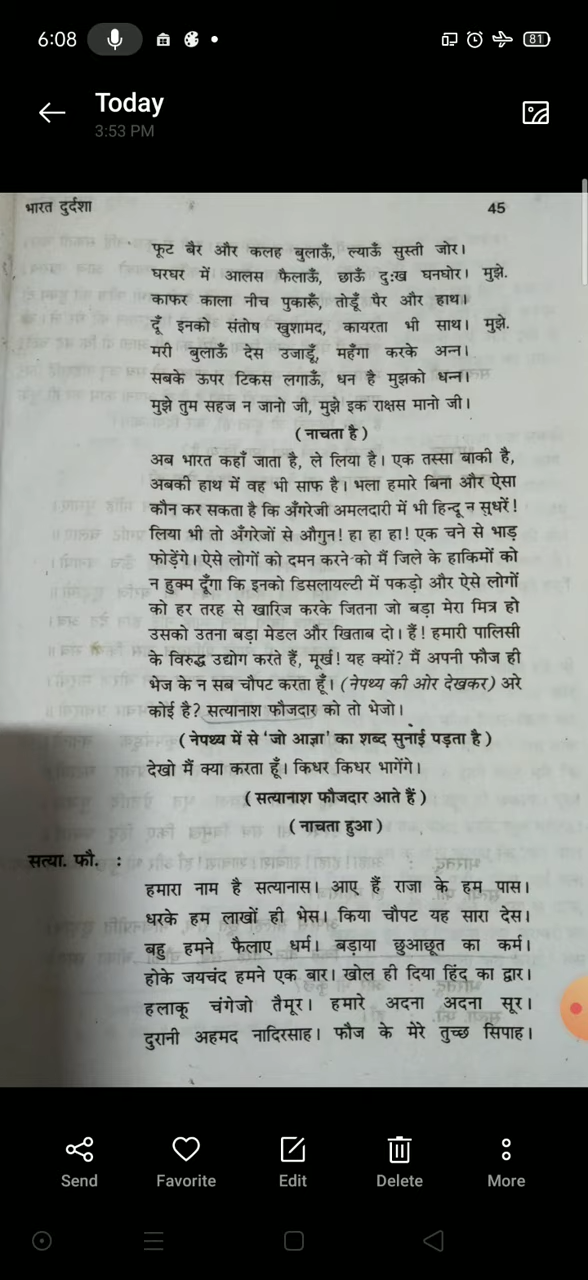 6:08
81
Today
3:53 PM
भारत दुर्दशा 45
फूट बैर और कलह बुलाऊँ, ल्याऊँ सुस्ती जोर।
घरघर में आलस फैलाऊँ, छाऊँ दुःख घनघोर। मुझे.
काफर काला नीच पुकारूँ, तोडूँ पैर और हाथ।
दूँ इनको संतोष खुशामद, कायरता भी साथ। मुझे.
मरी बुलाऊँ देस उजाडूँ, महँगा करके अन्न।
सबके ऊपर टिकस लगाऊँ, धन है मुझको धन्न।
मुझे तुम सहज न जानो जी, मुझे इक राक्षस मानो जी।
(नाचता है)
अब भारत कहाँ जाता है, ले लिया है। एक तस्सा बाकी है,
अबकी हाथ में वह भी साफ है। भला हमारे बिना और ऐसा
कौन कर सकता है कि अँगरेजी अमलदारी में भी हिन्दू न सुधरें!
लिया भी तो अँगरेजों से औगुन! हा हा हा! एक चने से भाड़
फोड़ेंगे। ऐसे लोगों को दमन करने को मैं जिले के हाकिमों को
न हुक्म दूँगा कि इनको डिसलायल्टी में पकड़ो और ऐसे लोगों
को हर तरह से खारिज करके जितना जो बड़ा मेरा मित्र हो
उसको उतना बड़ा मेडल और खिताब दो। हैं! हमारी पालिसी
के विरुद्ध उद्योग करते हैं, मूर्ख! यह क्यों? मैं अपनी फौज ही
भेज के न सब चौपट करता हूँ। (नेपथ्य की ओर देखकर) अरे
कोई है? सत्यानाश फौजदार को तो भेजो।
(नेपथ्य में से 'जो आज्ञा' का शब्द सुनाई पड़ता है)
देखो मैं क्या करता हूँ। किधर किधर भागेंगे।
(सत्यानाश फौजदार आते हैं)
(नाचता हुआ)
सत्या. फौ. :
हमारा नाम है सत्यानास। आए हैं राजा के हम पास।
धरके हम लाखों ही भेस। किया चौपट यह सारा देस।
बहु हमने फैलाए धर्म। बड़ाया छुआछूत का कर्म।
होके जयचंद हमने एक बार। खोल ही दिया हिंद का द्वार।
हलाकू चंगेजो तैमूर। हमारे अदना अदना सूर।
दुरानी अहमद नादिरसाह। फौज के मेरे तुच्छ सिपाह।
Send Favorite Edit Delete More